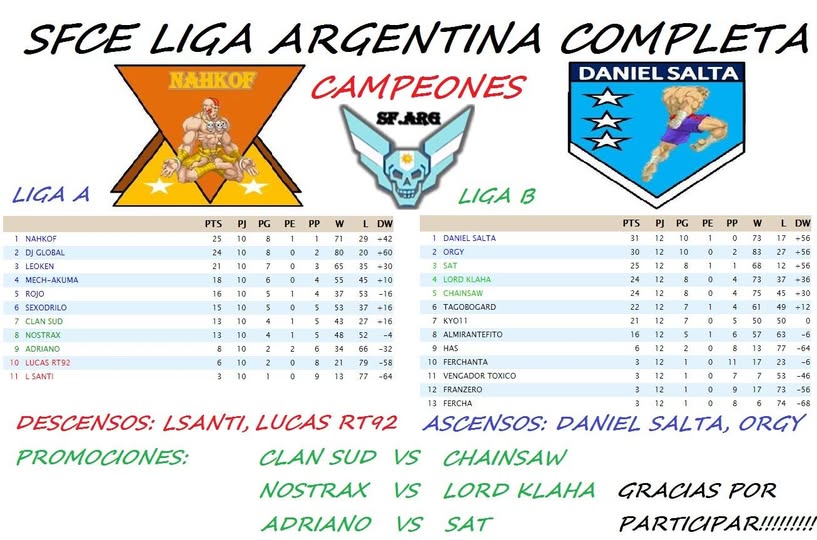 SFCE LIGA ARGENTINA COMPLETA
NAHKOF
CAMPEONES
DANIEL SALTA
SF.ARG
LIGA A
LIGA B
PTS PJ PG PE PP W L DW
1 NAHKOF 25 10 8 1 1 71 29 +42
2 DJ GLOBAL 24 10 8 0 2 80 20 +60
3 LEOKEN 21 10 7 0 3 65 35 +30
4 MECH-AKUMA 18 10 6 0 4 55 45 +10
5 ROJO 16 10 5 1 4 37 53 -16
6 SEXODRILO 15 10 5 0 5 53 37 +16
7 CLAN SUD 13 10 4 1 5 43 27 +16
8 NOSTRAX 13 10 4 1 5 48 52 -4
9 ADRIANO 8 10 2 2 6 34 66 -32
10 LUCAS RT92 6 10 2 0 8 21 79 -58
11 L SANTI 3 10 1 0 9 13 77 -64
PTS PJ PG PE PP W L DW
1 DANIEL SALTA 31 12 10 1 0 73 17 +56
2 ORGY 30 12 10 0 2 83 27 +56
3 SAT 25 12 8 1 1 68 12 +56
4 LORD KLAHA 24 12 8 0 4 73 37 +36
5 CHAINSAW 24 12 8 0 4 75 45 +30
6 TAGOBOGARD 22 12 7 1 4 61 49 +12
7 KYO11 21 12 7 0 5 50 50 0
8 ALMIRANTEFITO 16 12 5 1 6 57 63 -6
9 HAS 6 12 2 0 8 13 77 -64
10 FERCHANTA 3 12 1 0 11 17 23 -6
11 VENGADOR TOXICO 3 12 1 0 7 7 53 -46
12 FRANZERO 3 12 1 0 9 17 73 -56
13 FERCHA 3 12 1 0 8 6 74 -68
DESCENSOS: LSANTI, LUCAS RT92
ASCENSOS: DANIEL SALTA, ORGY
PROMOCIONES: CLAN SUD VS CHAINSAW
NOSTRAX VS LORD KLAHA GRACIAS POR
ADRIANO VS SAT PARTICIPAR!!!!!!!!!